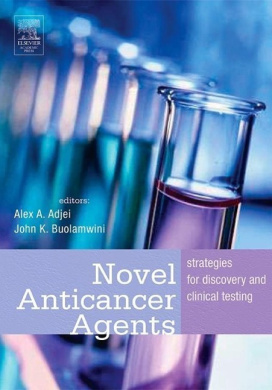 ELSEVIER
ACADEMIC
PRESS
editors:
Alex A. Adjei
John K. Buolamwini
Novel
Anticancer
Agents
strategies
for discovery and
clinical testing